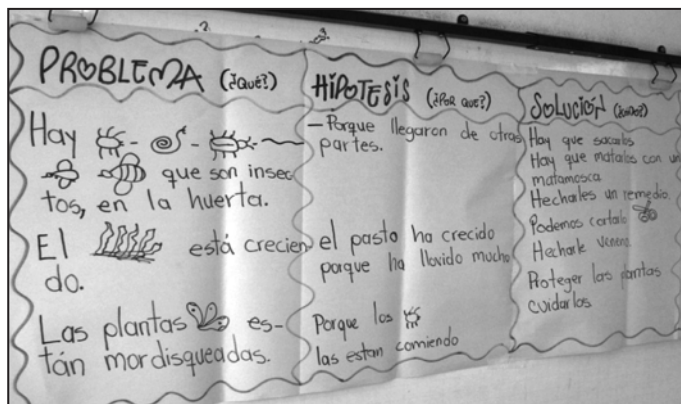 PROBLEMA (¿QUÉ?)
Hay
que son insec
tos, en la huerta.
El está crecien
do.
Las plantas es-
tán mordisqueadas.
HIPOTESIS (¿POR QUE?)
-Porque llegaron de otras
partes.
el pasto ha crecido
porque ha llovido mucho
Porque los
las estan comiendo
SOLUCIÓN
Hay que sacarlos
Hay que matarlos con un
matamosca
Hecharles un remedio.
Podemos cortarlo
Hecharle veneno
Proteger las plantas
cuidarlos